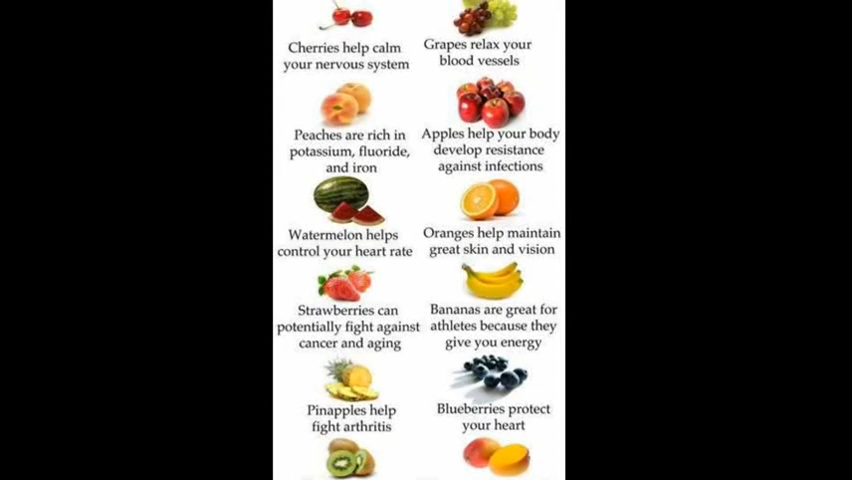 Cherries help calm
your nervous system
Grapes relax your
blood vessels
Peaches are rich in
potassium, fluoride,
and iron
Apples help your body
develop resistance
against infections
Watermelon helps
control your heart rate
Oranges help maintain
great skin and vision
Strawberries can
potentially fight against
cancer and aging
Bananas are great for
athletes because they
give you energy
Pinapples help
fight arthritis
Blueberries protect
your heart